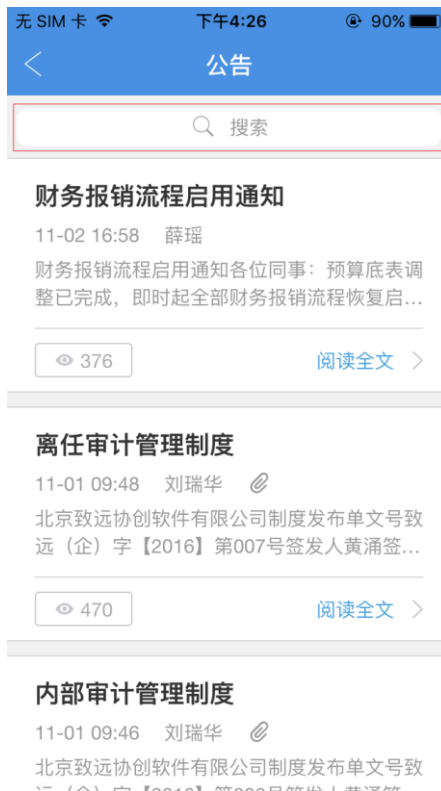 无 SIM 卡 下午4:26 90%
公告
搜索
财务报销流程启用通知
11-02 16:58 薛瑶
财务报销流程启用通知各位同事：预算底表调
整已完成，即时起全部财务报销流程恢复启...
376 阅读全文
离任审计管理制度
11-01 09:48 刘瑞华
北京致远协创软件有限公司制度发布单文号致
远（企）字【2016】第007号签发人黄涌签...
470 阅读全文
内部审计管理制度
11-01 09:46 刘瑞华
北京致远协创软件有限公司制度发布单文号致